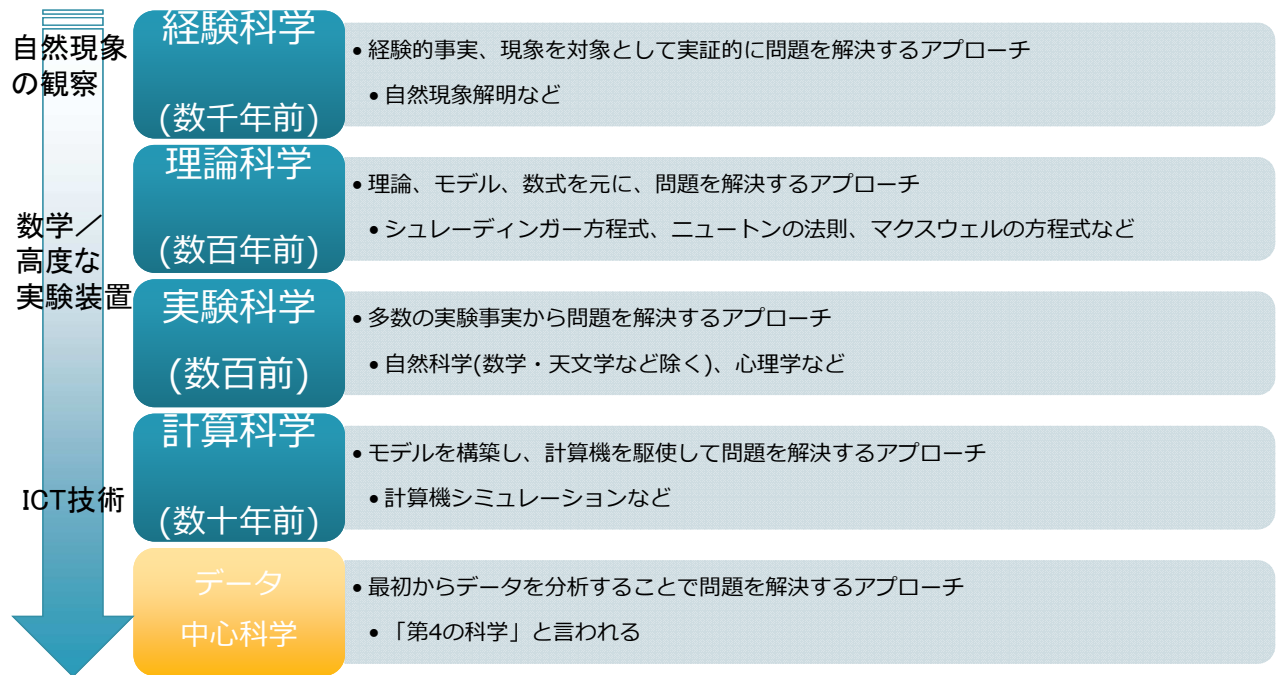 自然現象
の観察
経験科学
(数千年前)
• 経験的事実、現象を対象として実証的に問題を解決するアプローチ
• 自然現象解明など
理論科学
(数百年前)
• 理論、モデル、数式を元に、問題を解決するアプローチ
• シュレーディンガー方程式、ニュートンの法則、マクスウェルの方程式など
数学／
高度な
実験装置
実験科学
(数百前)
• 多数の実験事実から問題を解決するアプローチ
• 自然科学(数学・天文学など除く)、心理学など
計算科学
(数十年前)
• モデルを構築し、計算機を駆使して問題を解決するアプローチ
• 計算機シミュレーションなど
ICT技術
データ
中心科学
• 最初からデータを分析することで問題を解決するアプローチ
• 「第4の科学」と言われる